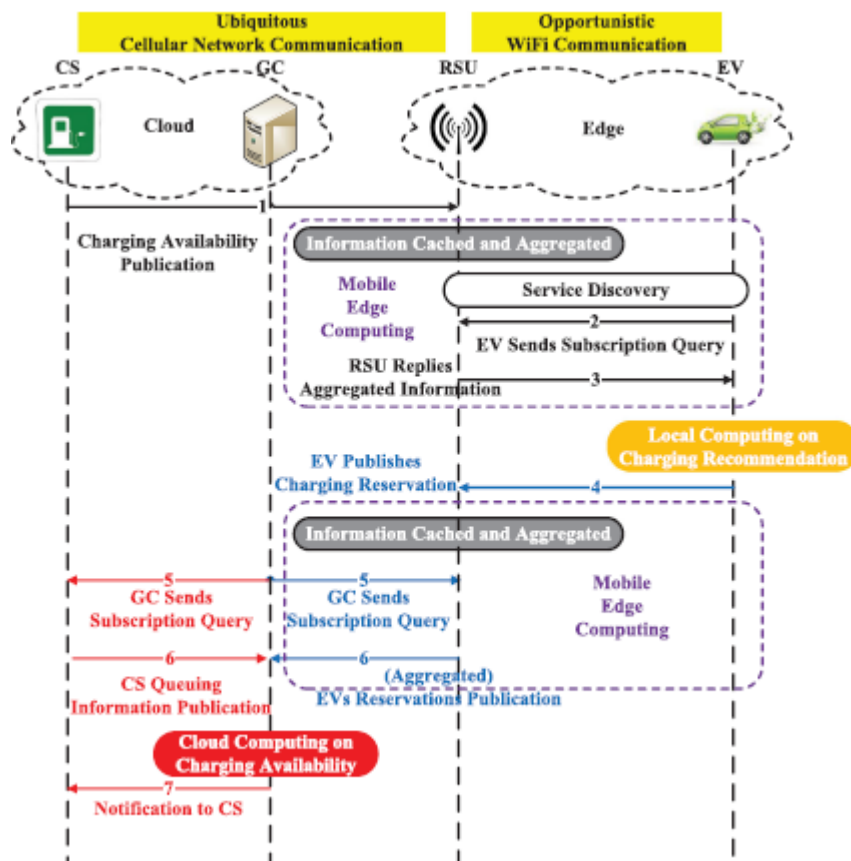 Ubiquitous
Cellular Network Communication
Opportunistic
WiFi Communication
CS
GC
RSU
EV
Cloud
Edge
1
Charging Availability
Publication
Information Cached and Aggregated
Mobile
Edge
Computing
Service Discovery
2
EV Sends Subscription Query
RSU Replies
Aggregated Information
3
Local Computing on
Charging Recommendation
EV Publishes
Charging Reservation
4
Information Cached and Aggregated
5
GC Sends
Subscription Query
5
GC Sends
Subscription Query
Mobile
Edge
Computing
6
CS Queuing
Information Publication
6
(Aggregated)
EVs Reservations Publication
Cloud Computing on
Charging Availability
7
Notification to CS